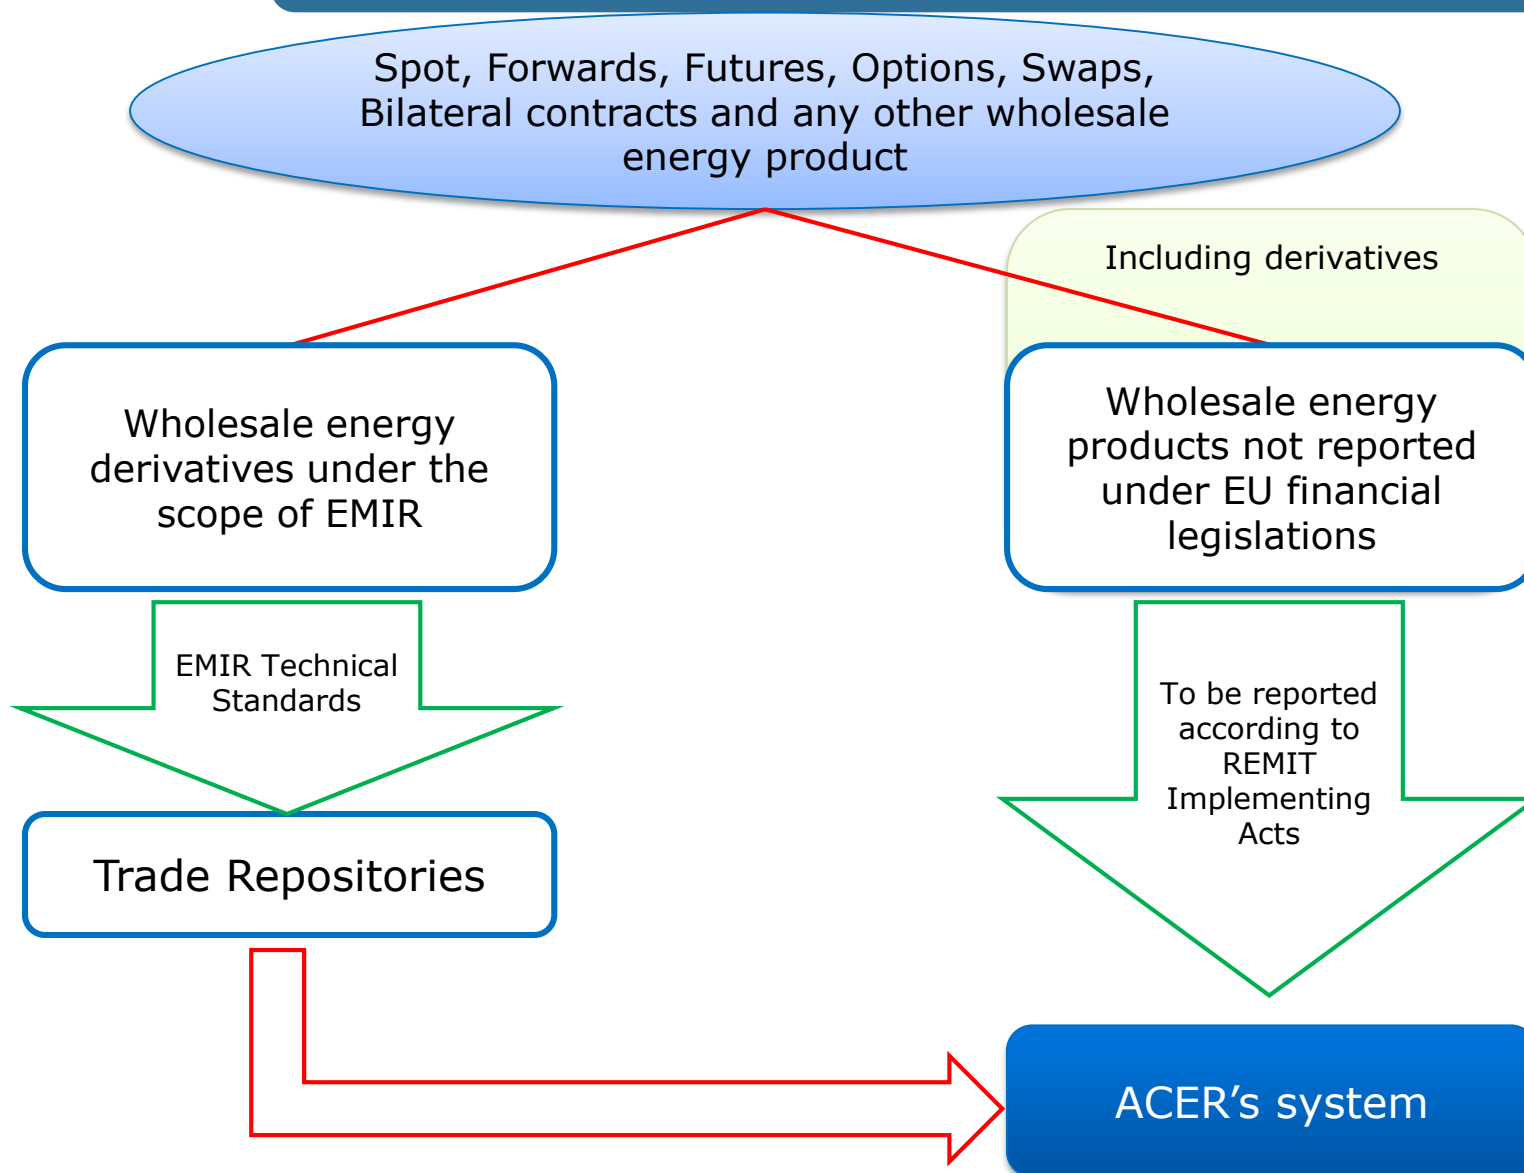 Spot, Forwards, Futures, Options, Swaps,
Bilateral contracts and any other wholesale
energy product
Including derivatives
Wholesale energy
derivatives under the
scope of EMIR
Wholesale energy
products not reported
under EU financial
legislations
EMIR Technical
Standards
To be reported
according to
REMIT
Implementing
Acts
Trade Repositories
ACER’s system